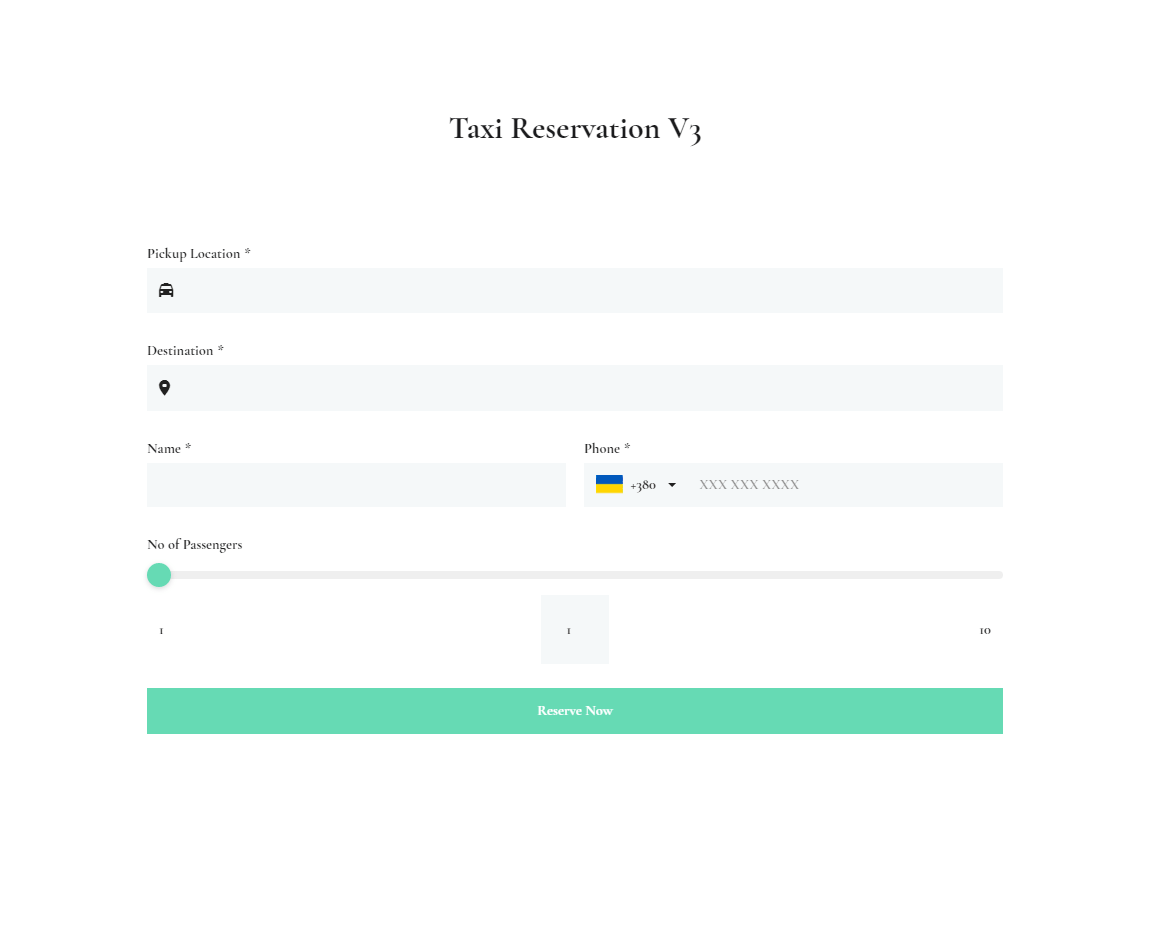 Taxi Reservation V3
Pickup Location *
Destination *
Name * Phone *
+380 XXX XXX XXXX
No of Passengers
1 1 10
Reserve Now